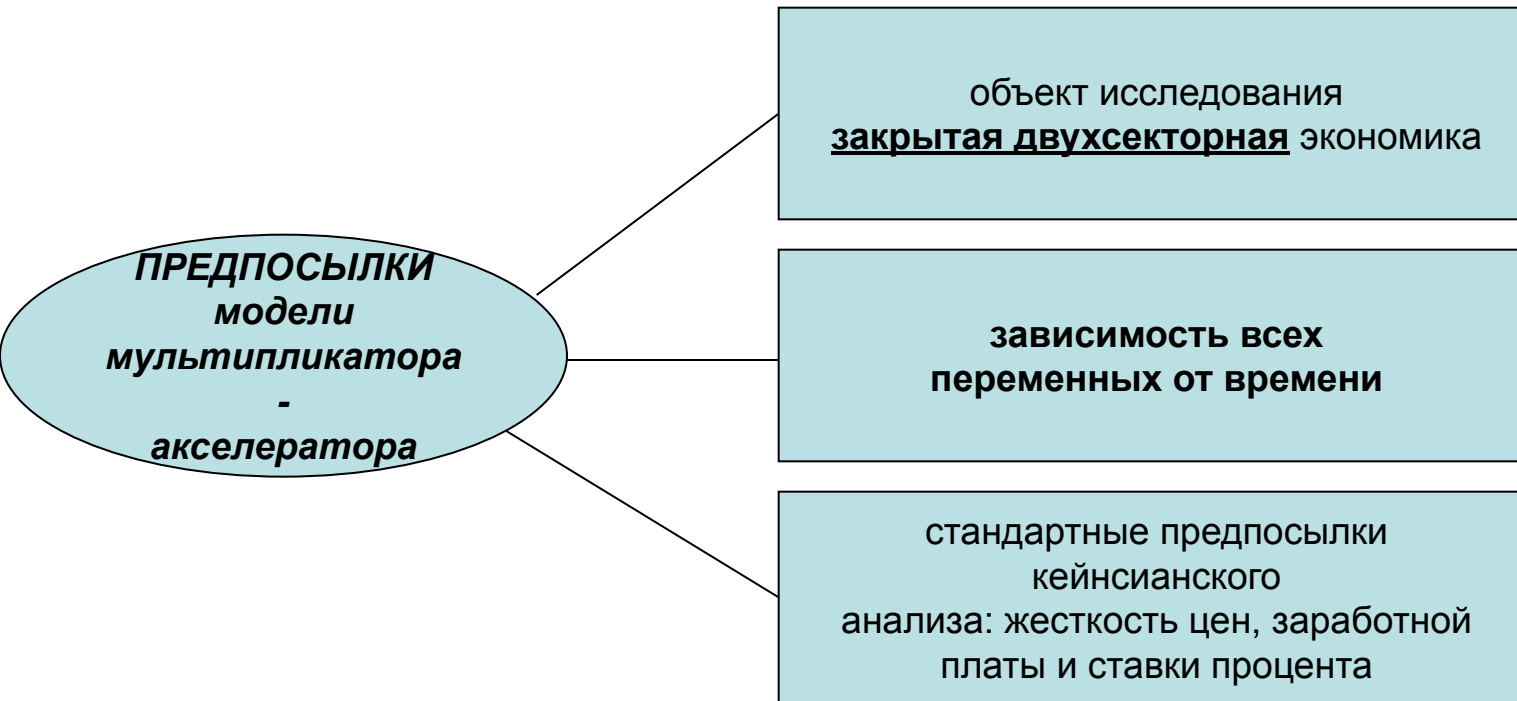 ПРЕДПОСЫЛКИ
модели
мультипликатора
-
акселератора
объект исследования
закрытая двухсекторная экономика
зависимость всех
переменных от времени
стандартные предпосылки
кейнсианского
анализа: жесткость цен, заработной
платы и ставки процента